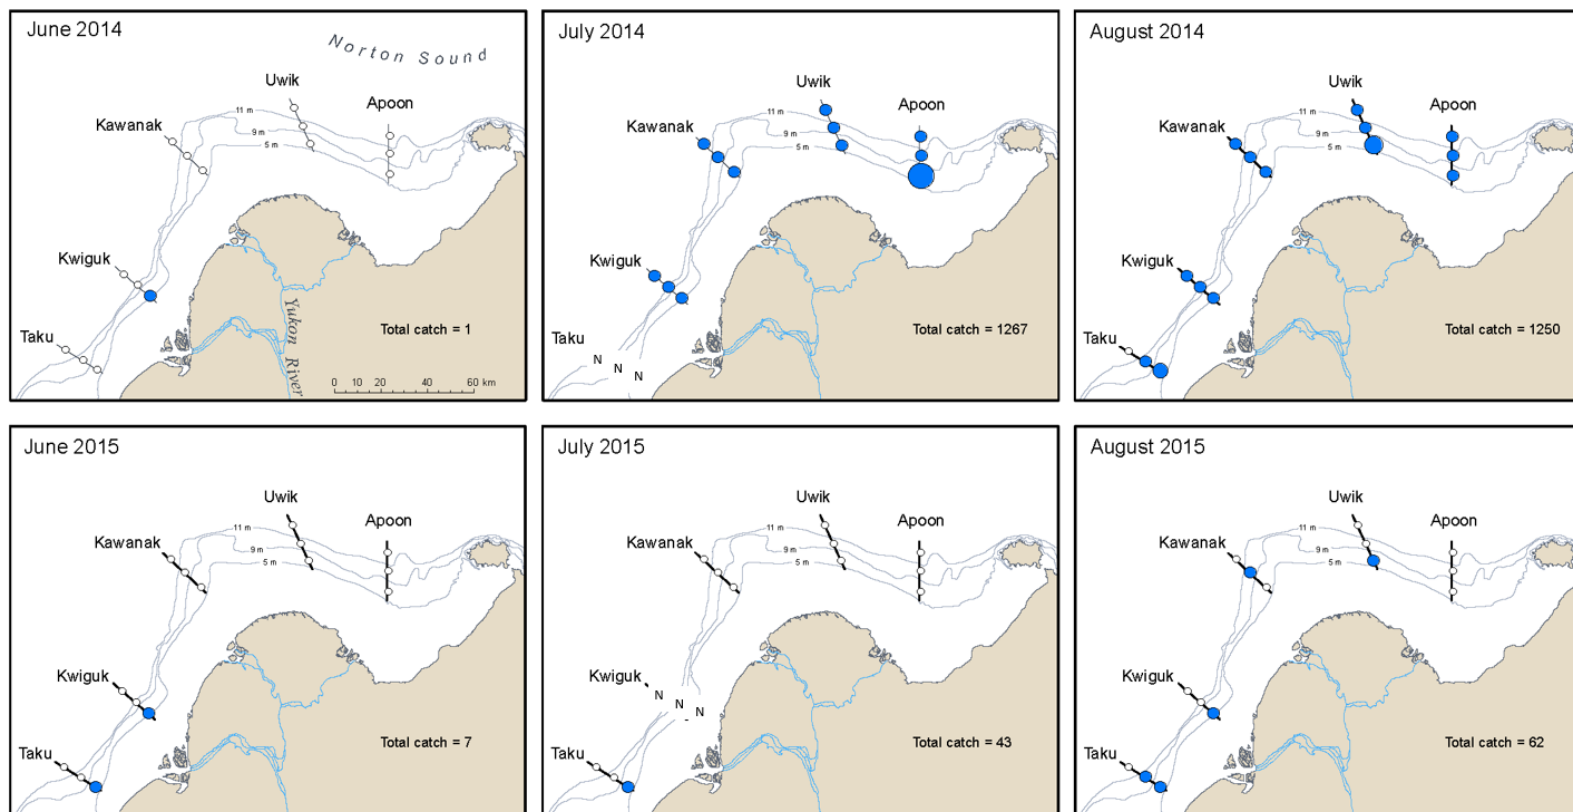 June 2014
Norton Sound
Uwik
Apoon
11 m
Kawanak
9 m
5 m
Kwiguk
Yukon River
Taku
Total catch = 1
0 10 20 40 60 km
July 2014
Uwik
Apoon
11 m
Kawanak
9 m
5 m
Kwiguk
Taku
N
N
N
Total catch = 1267
August 2014
Uwik
Apoon
11 m
Kawanak
9 m
5 m
Kwiguk
Taku
Total catch = 1250
June 2015
Uwik
Apoon
11 m
Kawanak
9 m
5 m
Kwiguk
Taku
Total catch = 7
July 2015
Uwik
Apoon
11 m
Kawanak
9 m
5 m
Kwiguk
N
N
N
Taku
Total catch = 43
August 2015
Uwik
Apoon
11 m
Kawanak
9 m
5 m
Kwiguk
Taku
Total catch = 62